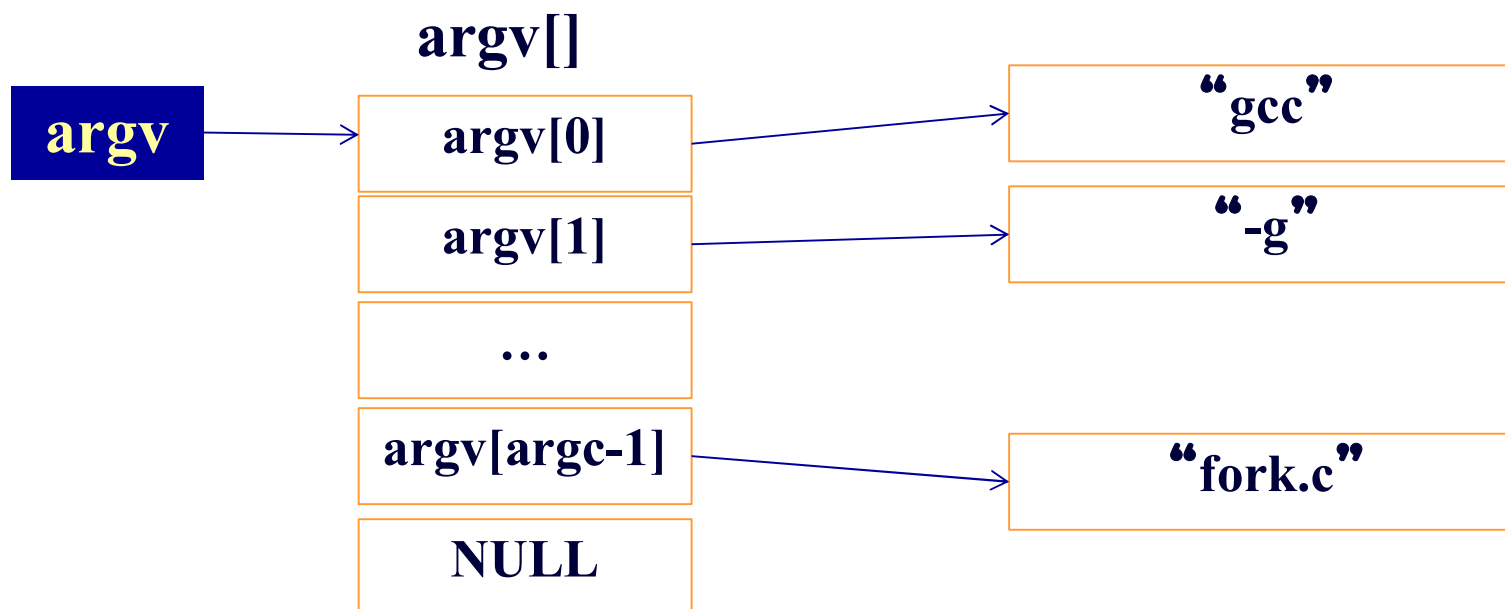 argv[]
argv
argv[0]
“gcc”
argv[1]
“-g”
…
argv[argc-1]
“fork.c”
NULL